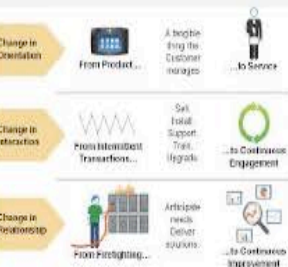 Change in
Orientation
From Product...
A tangible
thing the
Customer
manages
...to Service
Change in
Interaction
From Intermittent
Transactions...
Sell,
Install
Support
Train,
Upgrade
...to Continuous
Engagement
Change in
Relationship
From Firefighting...
Anticipate
needs
Deliver
solutions
...to Continuous
Improvement